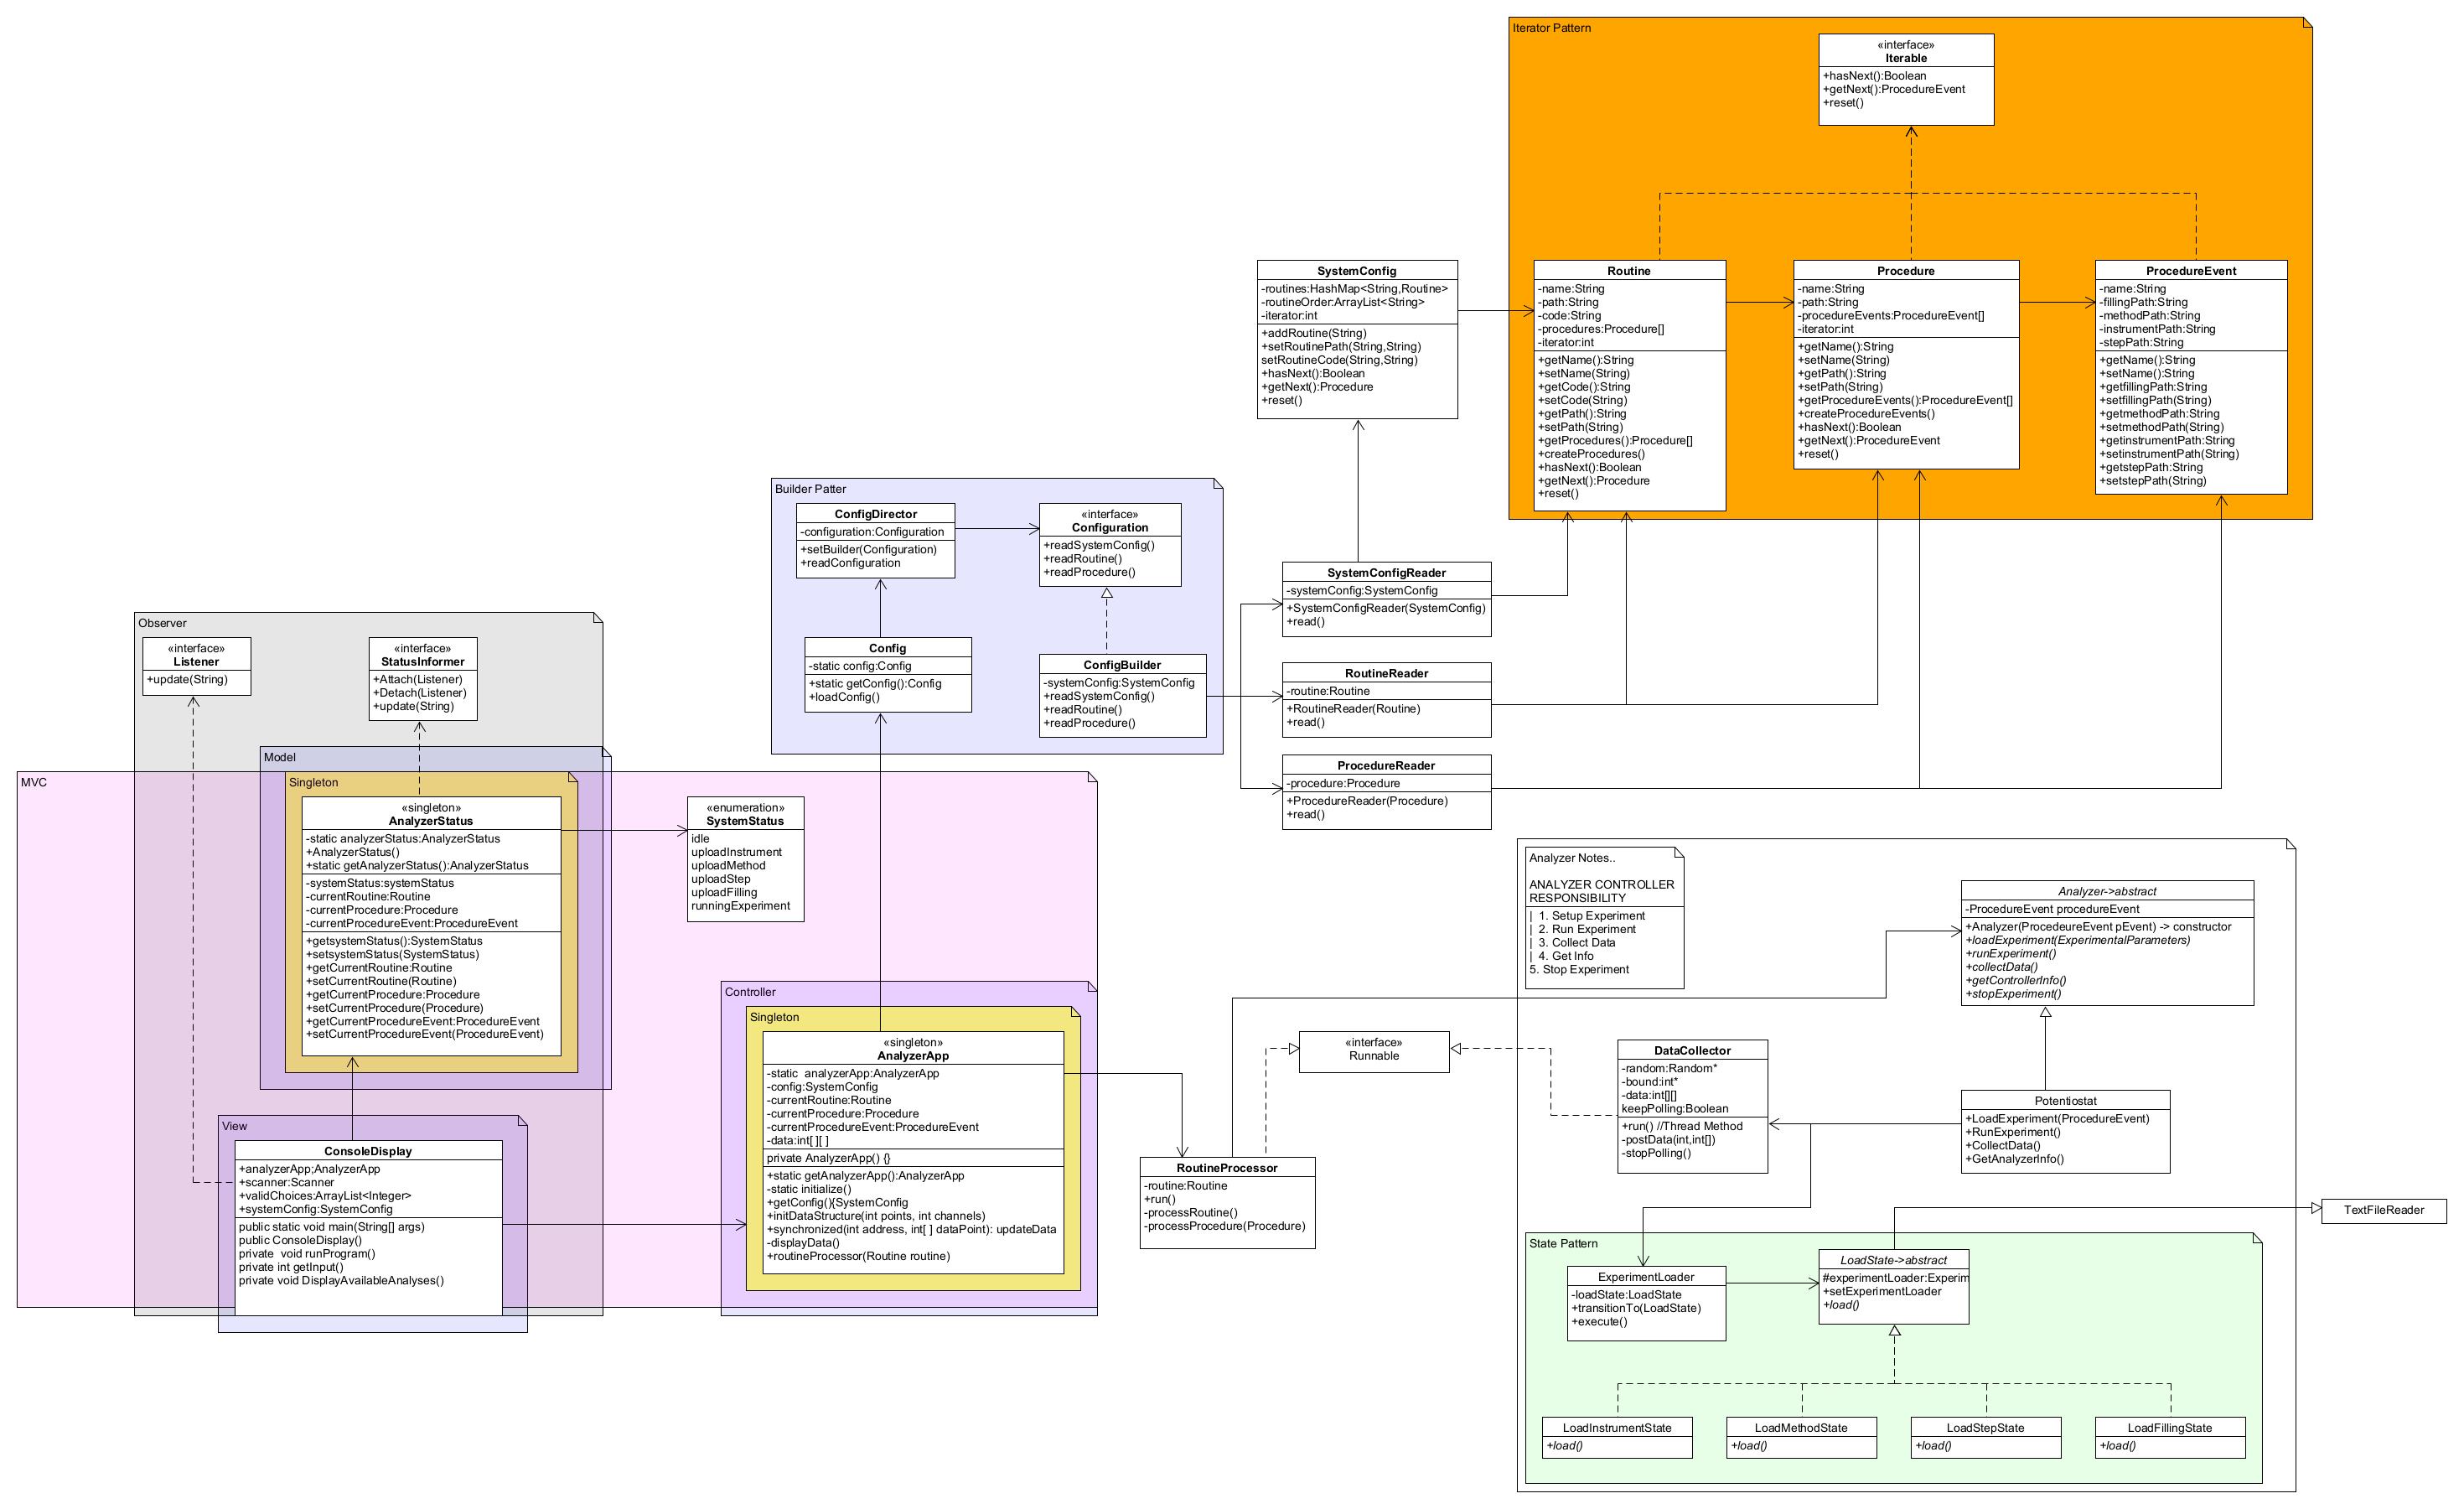 Iterator Pattern
«interface»
Iterable
+hasNext():Boolean
+getNext():ProcedureEvent
+reset()
SystemConfig
-routines:HashMap<String,Routine>
-routineOrder:ArrayList<String>
-iterator:int
+addRoutine(String)
+setRoutinePath(String,String)
setRoutineCode(String,String)
+hasNext():Boolean
+getNext():Procedure
+reset()
Routine
-name:String
-path:String
-code:String
-procedures:Procedure[]
-iterator:int
+getName():String
+setName(String)
+getCode():String
+setCode(String)
+getPath():String
+setPath(String)
+getProcedures():Procedure[]
+createProcedures()
+hasNext():Boolean
+getNext():Procedure
+reset()
Procedure
-name:String
-path:String
-procedureEvents:ProcedureEvent[]
-iterator:int
+getName():String
+setName(String)
+getPath():String
+setPath(String)
+getProcedureEvents():ProcedureEvent[]
+createProcedureEvents()
+hasNext():Boolean
+getNext():ProcedureEvent
+reset()
ProcedureEvent
-name:String
-fillingPath:String
-methodPath:String
-instrumentPath:String
-stepPath:String
+getName():String
+setName():String
+getfillingPath:String
+setfillingPath(String)
+getmethodPath:String
+setmethodPath(String)
+getinstrumentPath:String
+setinstrumentPath(String)
+getstepPath:String
+setstepPath(String)
Builder Patter
ConfigDirector
-configuration:Configuration
+setBuilder(Configuration)
+readConfiguration
«interface»
Configuration
+readSystemConfig()
+readRoutine()
+readProcedure()
Config
-static config:Config
+static getConfig():Config
+loadConfig()
ConfigBuilder
-systemConfig:SystemConfig
+readSystemConfig()
+readRoutine()
+readProcedure()
SystemConfigReader
-systemConfig:SystemConfig
+SystemConfigReader(SystemConfig)
+read()
RoutineReader
-routine:Routine
+RoutineReader(Routine)
+read()
ProcedureReader
-procedure:Procedure
+ProcedureReader(Procedure)
+read()
Observer
«interface»
Listener
+update(String)
«interface»
StatusInformer
+Attach(Listener)
+Detach(Listener)
+update(String)
Model
MVC
Singleton
«singleton»
AnalyzerStatus
-static analyzerStatus:AnalyzerStatus
+AnalyzerStatus()
+static getAnalyzerStatus():AnalyzerStatus
-systemStatus:systemStatus
-currentRoutine:Routine
-currentProcedure:Procedure
-currentProcedureEvent:ProcedureEvent
+getsystemStatus():SystemStatus
+setsystemStatus(SystemStatus)
+getCurrentRoutine:Routine
+setCurrentRoutine(Routine)
+getCurrentProcedure:Procedure
+setCurrentProcedure(Procedure)
+getCurrentProcedureEvent:ProcedureEvent
+setCurrentProcedureEvent(ProcedureEvent)
«enumeration»
SystemStatus
idle
uploadInstrument
uploadMethod
uploadStep
uploadFilling
runningExperiment
View
ConsoleDisplay
+analyzerApp;AnalyzerApp
+scanner:Scanner
+validChoices:ArrayList<Integer>
+systemConfig:SystemConfig
public static void main(String[] args)
public ConsoleDisplay()
private  void runProgram()
private int getInput()
private void DisplayAvailableAnalyses()
Controller
Singleton
«singleton»
AnalyzerApp
-static  analyzerApp:AnalyzerApp
-config:SystemConfig
-currentRoutine:Routine
-currentProcedure:Procedure
-currentProcedureEvent:ProcedureEvent
-data:int[ ][ ]
private AnalyzerApp() {}
+static getAnalyzerApp():AnalyzerApp
-static initialize()
+getConfig(){SystemConfig
+initDataStructure(int points, int channels)
+synchronized(int address, int[ ] dataPoint): updateData
-displayData()
+routineProcessor(Routine routine)
RoutineProcessor
-routine:Routine
+run()
-processRoutine()
-processProcedure(Procedure)
«interface»
Runnable
Analyzer Notes..
ANALYZER CONTROLLER
RESPONSIBILITY
|  1. Setup Experiment
|  2. Run Experiment
|  3. Collect Data
|  4. Get Info
5. Stop Experiment
Analyzer->abstract
-ProcedureEvent procedureEvent
+Analyzer(ProcedeureEvent pEvent) -> constructor
+loadExperiment(ExperimentalParameters)
+runExperiment()
+collectData()
+getControllerInfo()
+stopExperiment()
DataCollector
-random:Random*
-bound:int*
-data:int[][]
keepPolling:Boolean
+run() //Thread Method
-postData(int,int[])
-stopPolling()
Potentiostat
+LoadExperiment(ProcedureEvent)
+RunExperiment()
+CollectData()
+GetAnalyzerInfo()
TextFileReader
State Pattern
ExperimentLoader
-loadState:LoadState
+transitionTo(LoadState)
+execute()
LoadState->abstract
#experimentLoader:Experim
+setExperimentLoader
+load()
LoadInstrumentState
+load()
LoadMethodState
+load()
LoadStepState
+load()
LoadFillingState
+load()